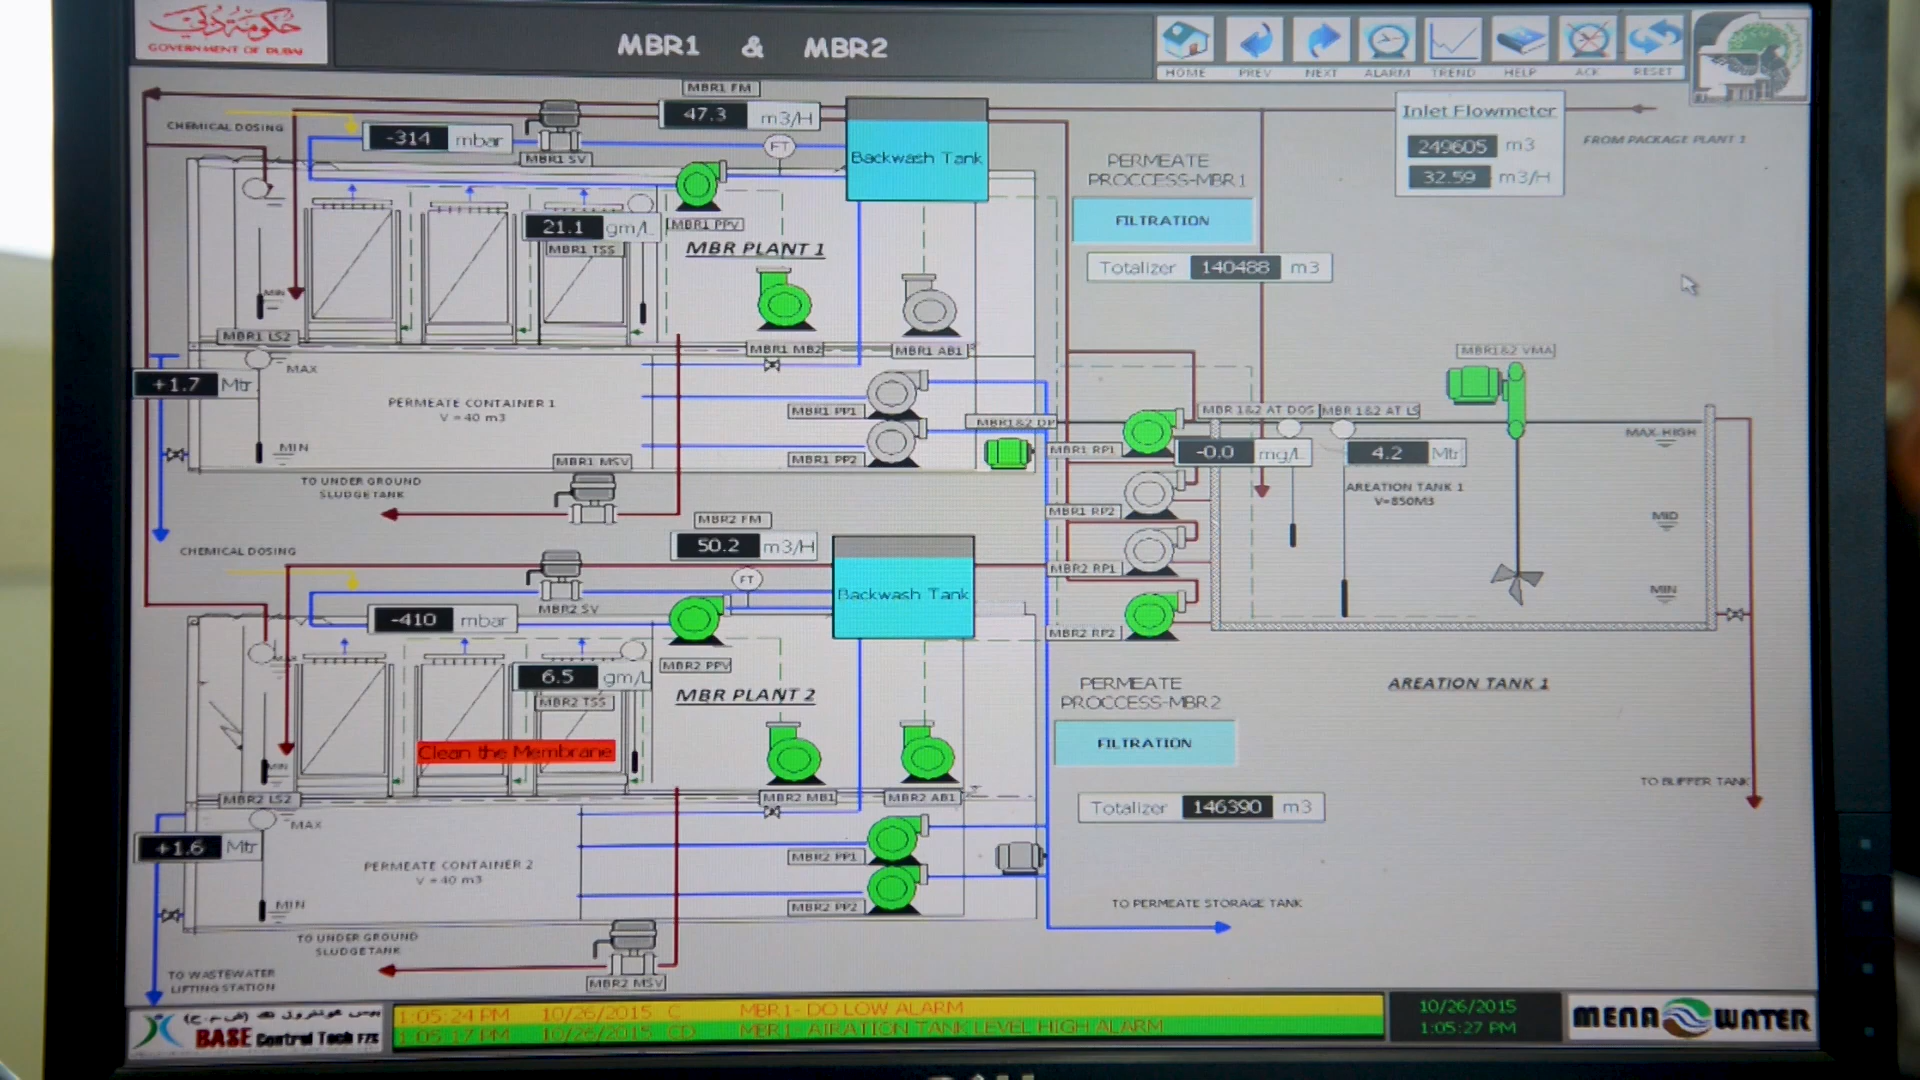 حكومة دبي
GOVERNMENT OF DUBAI
MBR1 & MBR2
HOME
PREV
NEXT
ALARM
TREND
HELP
ACK
RESET
MBR1 FM
47.3 m3/H
CHEMICAL DOSING
-314 mbar
MBR1 SV
FT
Backwash Tank
PERMEATE
PROCCESS-MBR1
FILTRATION
Totalizer 140488 m3
Inlet Flowmeter
249605 m3
32.59 m3/H
FROM PACKAGE PLANT 1
21.1 gm/L
MBR1 TSS
MBR1 PPV
MBR PLANT 1
MIN
MBR1 LS2
MBR1 MB2
MBR1 AB1
MAX
+1.7 Mtr
PERMEATE CONTAINER 1
V = 40 m3
MIN
MBR1 PP1
MBR1 PP2
MBR1&2 DP
MBR1&2 VMA
MBR 1&2 AT DOS
MBR 1&2 AT LS
MBR1 RP1
-0.0 mg/L
4.2 Mtr
MAX-HIGH
AREATION TANK 1
V=850M3
MID
MIN
MBR1 RP2
MBR2 RP1
MBR2 RP2
AREATION TANK 1
TO BUFFER TANK
MBR1 MSV
TO UNDER GROUND
SLUDGETANK
MBR2 FM
50.2 m3/H
CHEMICAL DOSING
MBR2 SV
FT
Backwash Tank
-410 mbar
6.5 gm/L
MBR2 TSS
MBR2 PPV
MBR PLANT 2
Clean the Membrane
MIN
MBR2 LS2
MBR2 MB1
MBR2 AB1
PERMEATE
PROCCESS-MBR2
FILTRATION
Totalizer 146390 m3
MAX
+1.6 Mtr
PERMEATE CONTAINER 2
V = 40 m3
MIN
MBR2 PP1
MBR2 PP2
TO PERMEATE STORAGE TANK
TO UNDER GROUND
SLUDGETANK
MBR2 MSV
TO WASTEWATER
LIFTING STATION
BASE Control Tech FZE
1:05:24 PM 10/26/2015 C MBR1- DO LOW ALARM
1:05:17 PM 10/26/2015 CD MBR1_AIRATION TANK LEVEL HIGH ALARM
10/26/2015
1:05:27 PM
MENA WATER